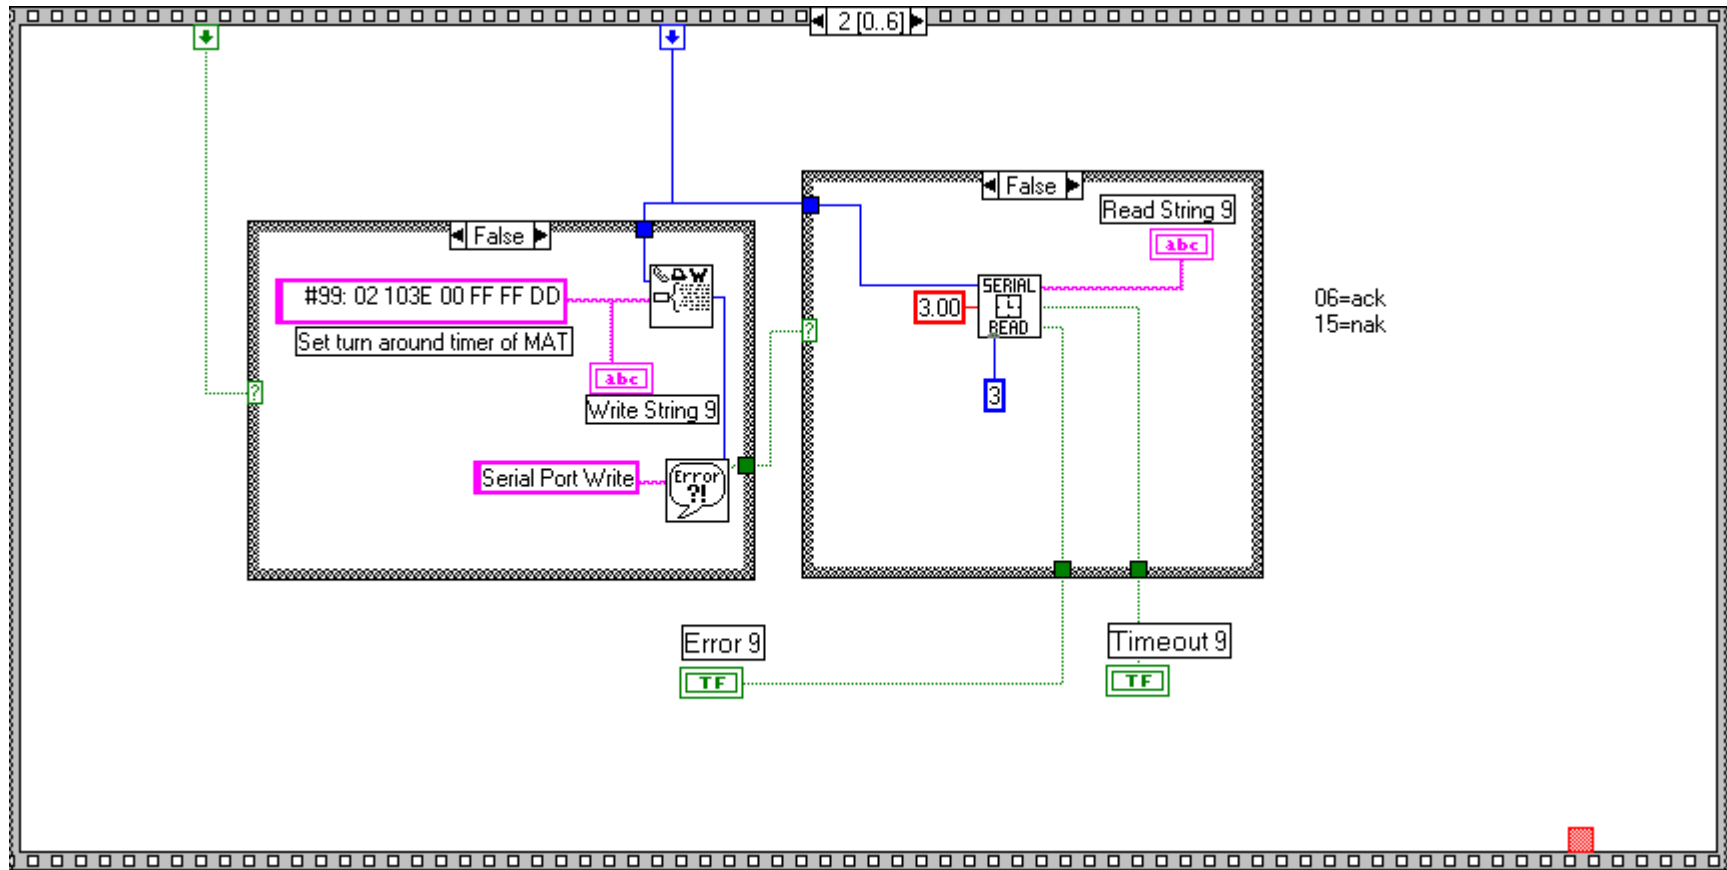 2 [0..6]
False
Read String 9
abc
False
W
#99: 02 103E 00 FF FF DD
Set turn around timer of MAT
abc
Write String 9
Serial Port Write
Error
?!
?
?
SERIAL
READ
3.00
3
06=ack
15=nak
Error 9
TF
Timeout 9
TF